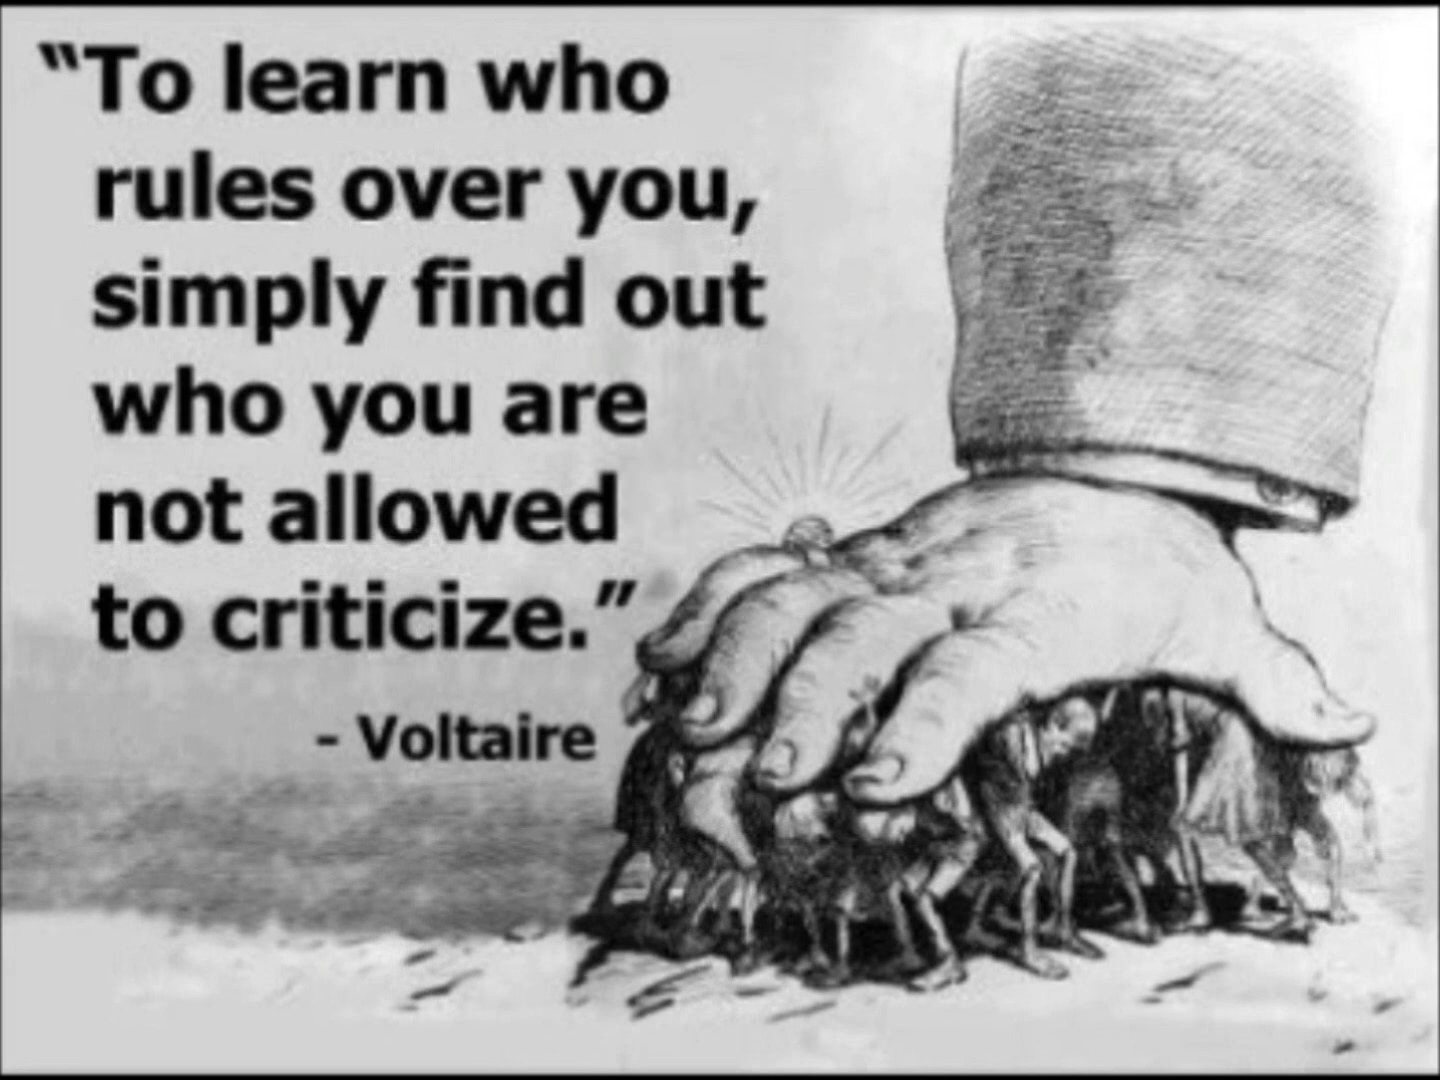 “To learn who
rules over you,
simply find out
who you are
not allowed
to criticize.”
- Voltaire